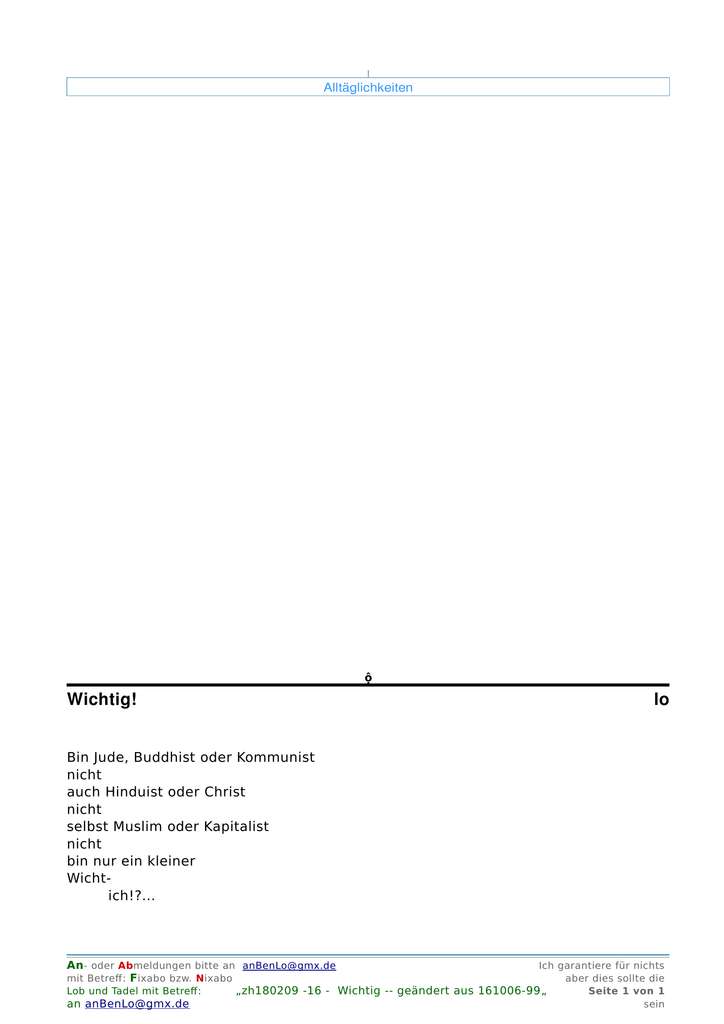 Alltäglichkeiten
Wichtig! lo
Bin Jude, Buddhist oder Kommunist
nicht
auch Hinduist oder Christ
nicht
selbst Muslim oder Kapitalist
nicht
bin nur ein kleiner
Wicht-
ich!?...
An- oder Abmeldungen bitte an anBenLo@gmx.de Ich garantiere für nichts
mit Betreff: Fixabo bzw. Nixabo aber dies sollte die
Lob und Tadel mit Betreff: „zh180209 -16 - Wichtig -- geändert aus 161006-99„ Seite 1 von 1
an anBenLo@gmx.de sein